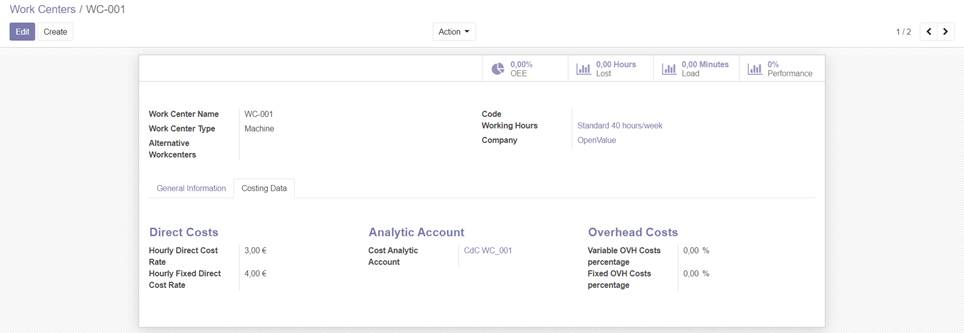 Work Centers / WC-001
Edit Create Action 1 / 2
0,00% OEE
0,00 Hours Lost
0,00 Minutes Load
0% Performance
Work Center Name WC-001
Work Center Type Machine
Alternative Workcenters
Code
Working Hours Standard 40 hours/week
Company OpenValue
General Information Costing Data
Direct Costs
Hourly Direct Cost Rate 3,00 €
Hourly Fixed Direct Cost Rate 4,00 €
Analytic Account
Cost Analytic Account CdC WC_001
Overhead Costs
Variable OVH Costs percentage 0,00 %
Fixed OVH Costs percentage 0,00 %